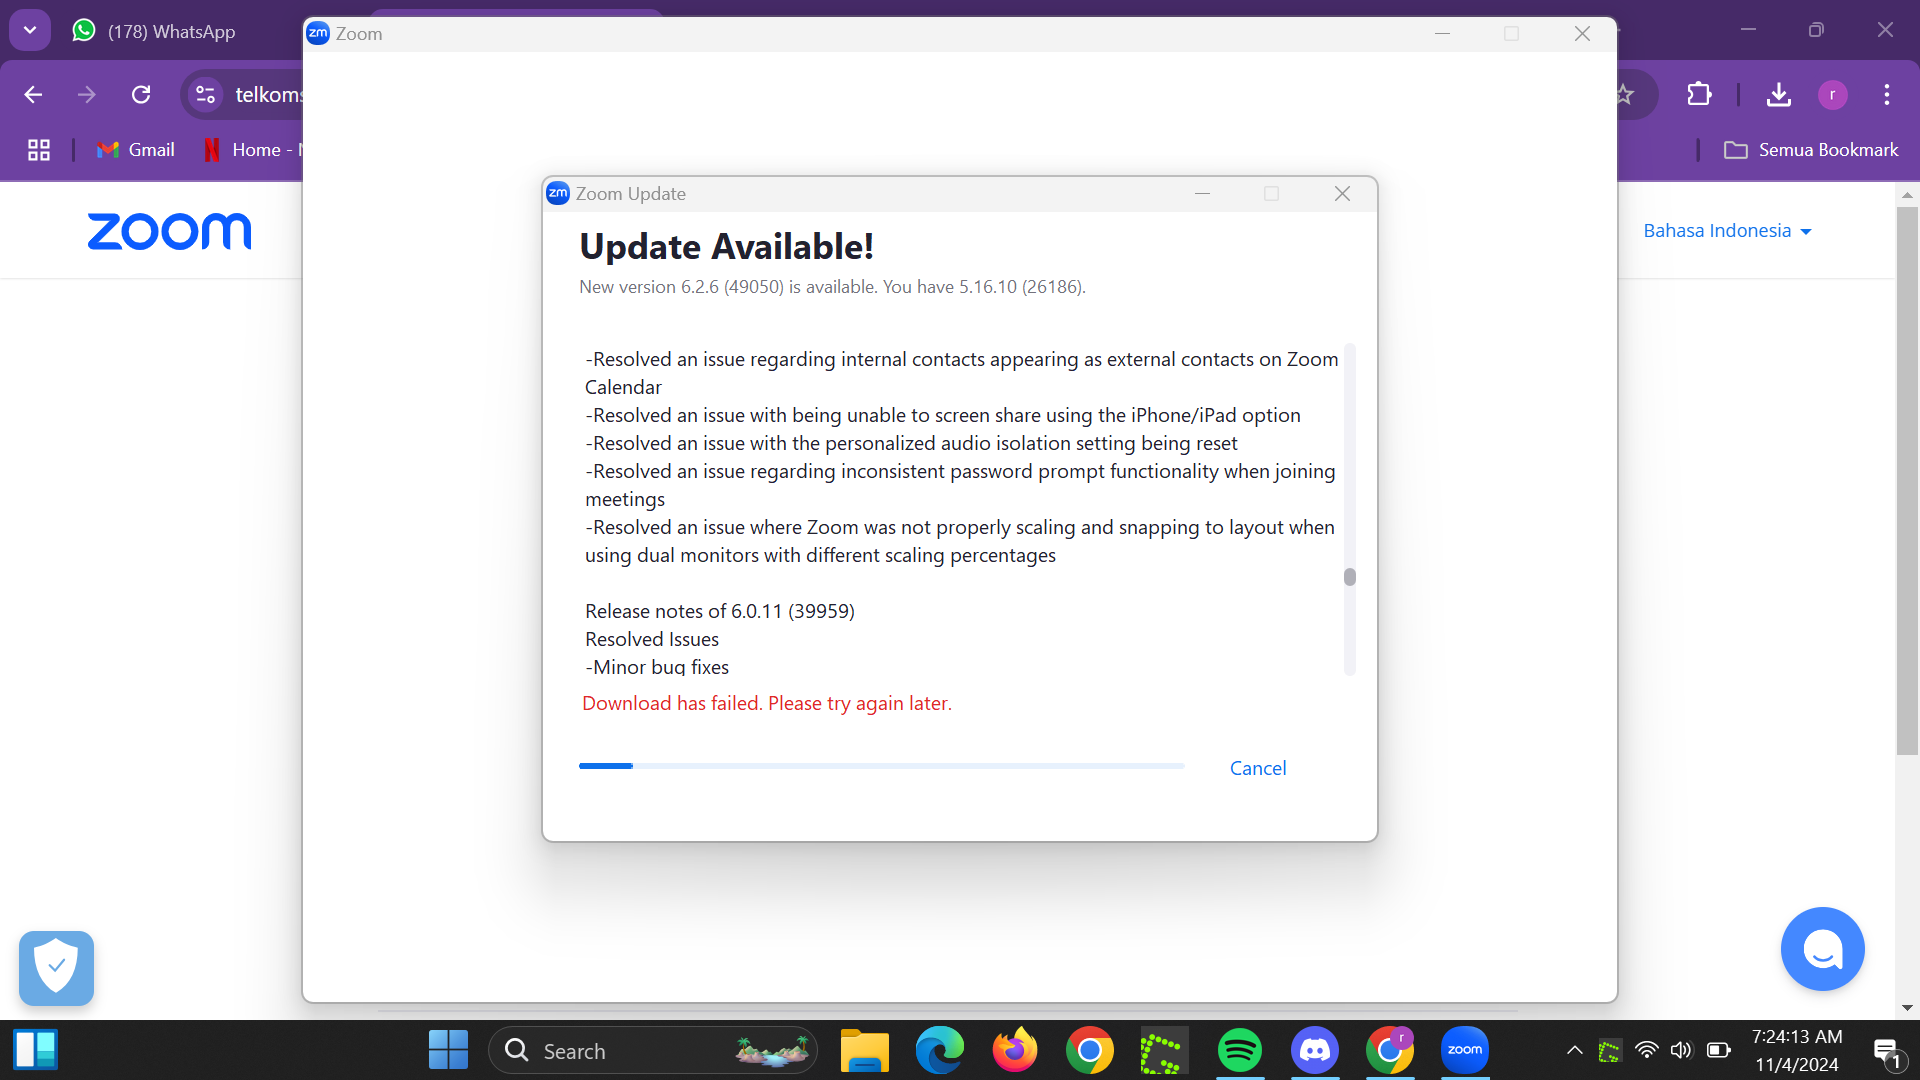 (178) WhatsApp
zm Zoom
telkoms
r
Gmail
Home - N
Semua Bookmark
zoom
Bahasa Indonesia
zm Zoom Update
Update Available!
New version 6.2.6 (49050) is available. You have 5.16.10 (26186).
-Resolved an issue regarding internal contacts appearing as external contacts on Zoom
Calendar
-Resolved an issue with being unable to screen share using the iPhone/iPad option
-Resolved an issue with the personalized audio isolation setting being reset
-Resolved an issue regarding inconsistent password prompt functionality when joining
meetings
-Resolved an issue where Zoom was not properly scaling and snapping to layout when
using dual monitors with different scaling percentages
Release notes of 6.0.11 (39959)
Resolved Issues
-Minor bug fixes
Download has failed. Please try again later.
Cancel
Search
r
zoom
7:24:13 AM
11/4/2024
1